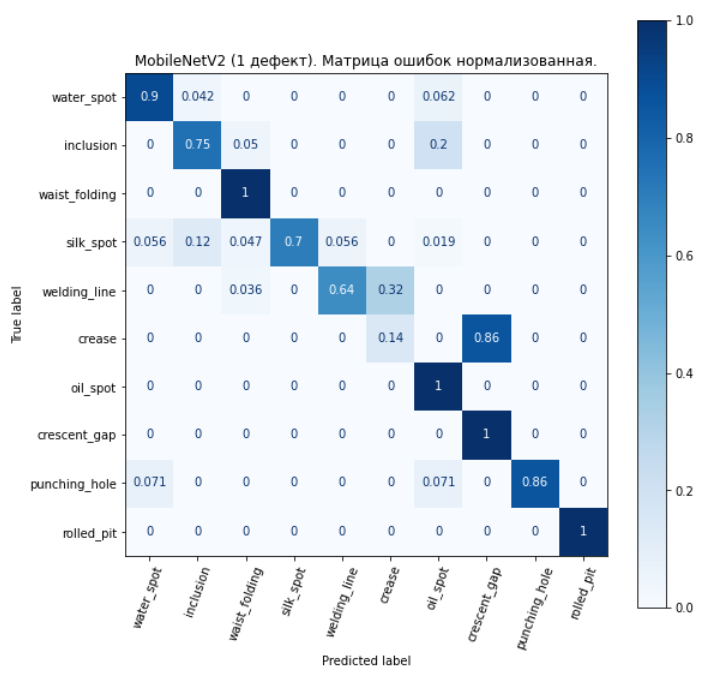 MobileNetV2 (1 дефект). Матрица ошибок нормализованная.
1.0
water_spot 0.9 0.042 0 0 0 0 0.062 0 0 0
inclusion 0 0.75 0.05 0 0 0 0.2 0 0 0
0.8
waist_folding 0 0 1 0 0 0 0 0 0 0
silk_spot 0.056 0.12 0.047 0.7 0.056 0 0.019 0 0 0
0.6
welding_line 0 0 0.036 0 0.64 0.32 0 0 0 0
True label
crease 0 0 0 0 0 0.14 0 0.86 0 0
0.4
oil_spot 0 0 0 0 0 0 1 0 0 0
crescent_gap 0 0 0 0 0 0 0 1 0 0
punching_hole 0.071 0 0 0 0 0 0.071 0 0.86 0
0.2
rolled_pit 0 0 0 0 0 0 0 0 0 1
0.0
water_spot inclusion waist_folding silk_spot welding_line crease oil_spot crescent_gap punching_hole rolled_pit
Predicted label